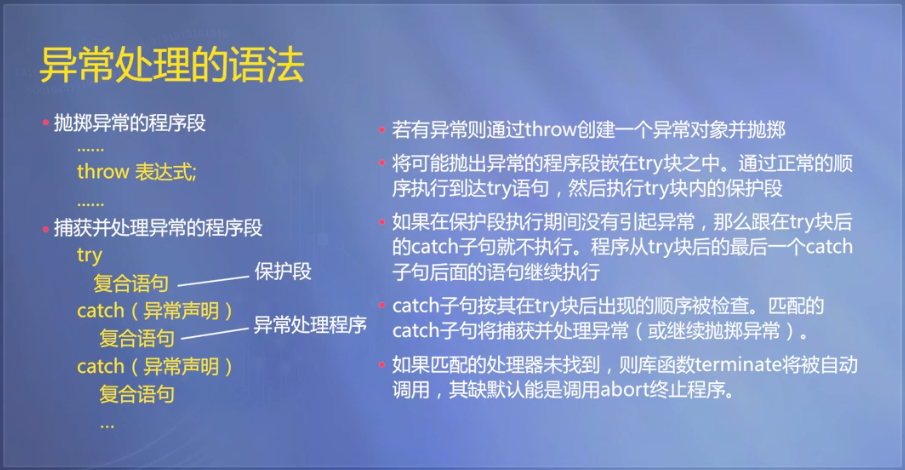 异常处理的语法
• 抛掷异常的程序段
......
throw 表达式;
......
• 捕获并处理异常的程序段
try
复合语句
保护段
catch（异常声明）
复合语句
异常处理程序
catch（异常声明）
复合语句
...
• 若有异常则通过throw创建一个异常对象并抛掷
• 将可能抛出异常的程序段嵌在try块之中。通过正常的顺
序执行到达try语句，然后执行try块内的保护段
• 如果在保护段执行期间没有引起异常，那么跟在try块后
的catch子句就不执行。程序从try块后的最后一个catch
子句后面的语句继续执行
• catch子句按其在try块后出现的顺序被检查。匹配的
catch子句将捕获并处理异常（或继续抛掷异常）。
• 如果匹配的处理器未找到，则库函数terminate将被自动
调用，其缺默认能是调用abort终止程序。